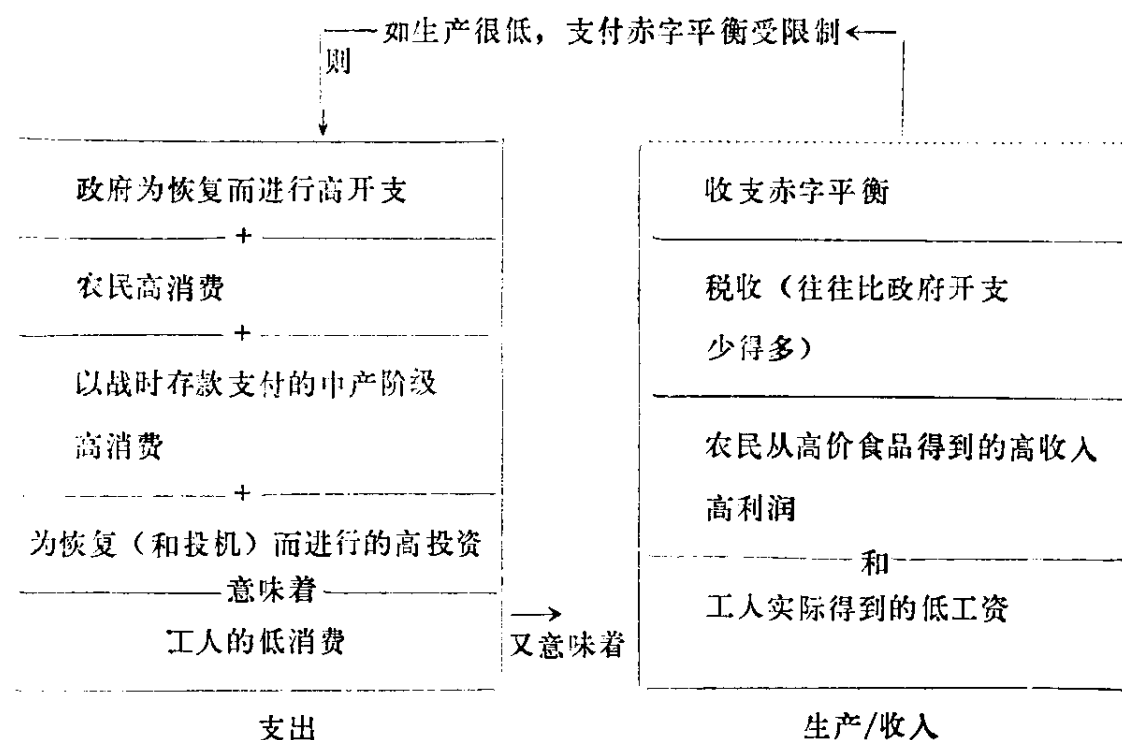 如生产很低，支付赤字平衡受限制
则
政府为恢复而进行高开支
+
农民高消费
+
以战时存款支付的中产阶级
高消费
+
为恢复（和投机）而进行的高投资
意味着
工人的低消费
支出
又意味着
收支赤字平衡
税收（往往比政府开支
少得多）
农民从高价食品得到的高收入
高利润
和
工人实际得到的低工资
生产/收入